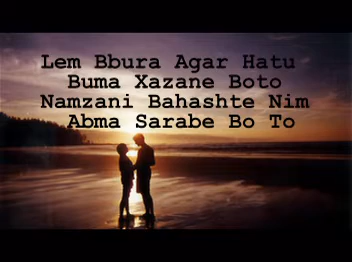 Lem Bbura Agar Hatu
Buma Xazane Boto
Namzani Bahashte Nim
Abma Sarabe Bo To